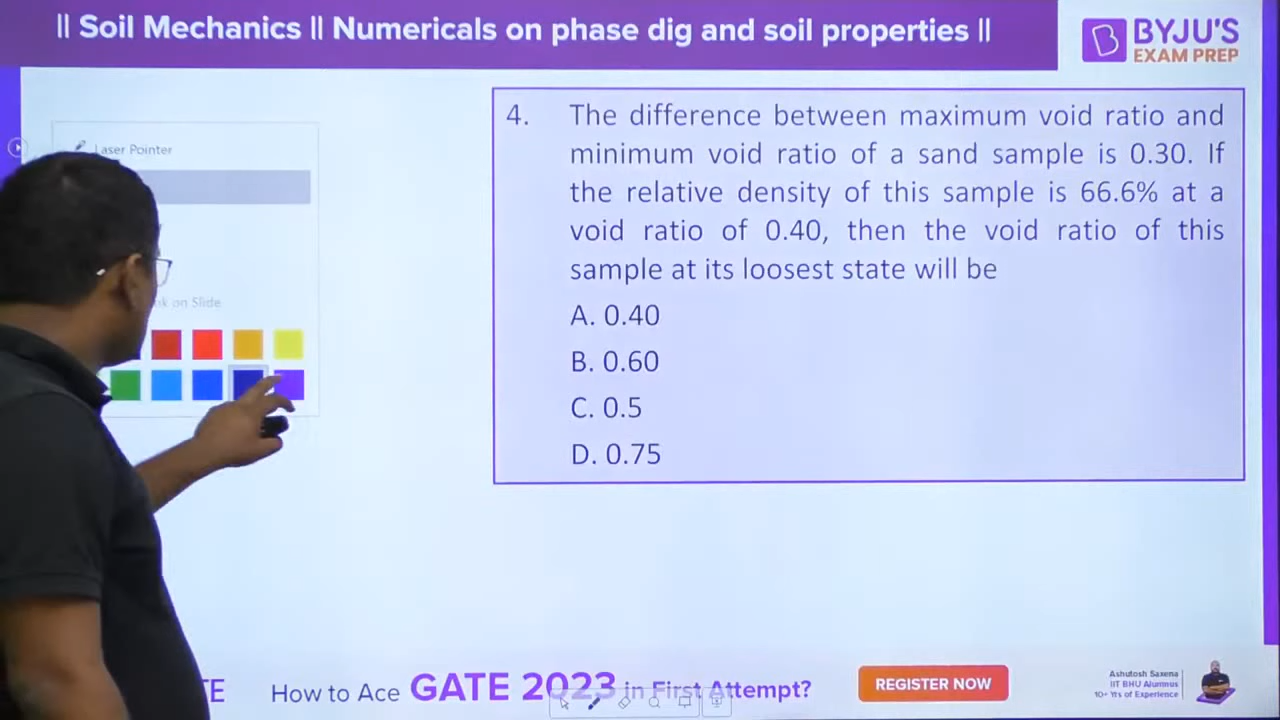 || Soil Mechanics || Numericals on phase dig and soil properties ||
BYJU'S
EXAM PREP
Laser Pointer
nk on Slide
4. The difference between maximum void ratio and
minimum void ratio of a sand sample is 0.30. If
the relative density of this sample is 66.6% at a
void ratio of 0.40, then the void ratio of this
sample at its loosest state will be
A. 0.40
B. 0.60
C. 0.5
D. 0.75
TE
How to Ace GATE 2023 in First Attempt?
REGISTER NOW
Ashutosh Saxena
IIT BHU Alumnus
10+ Yrs of Experience